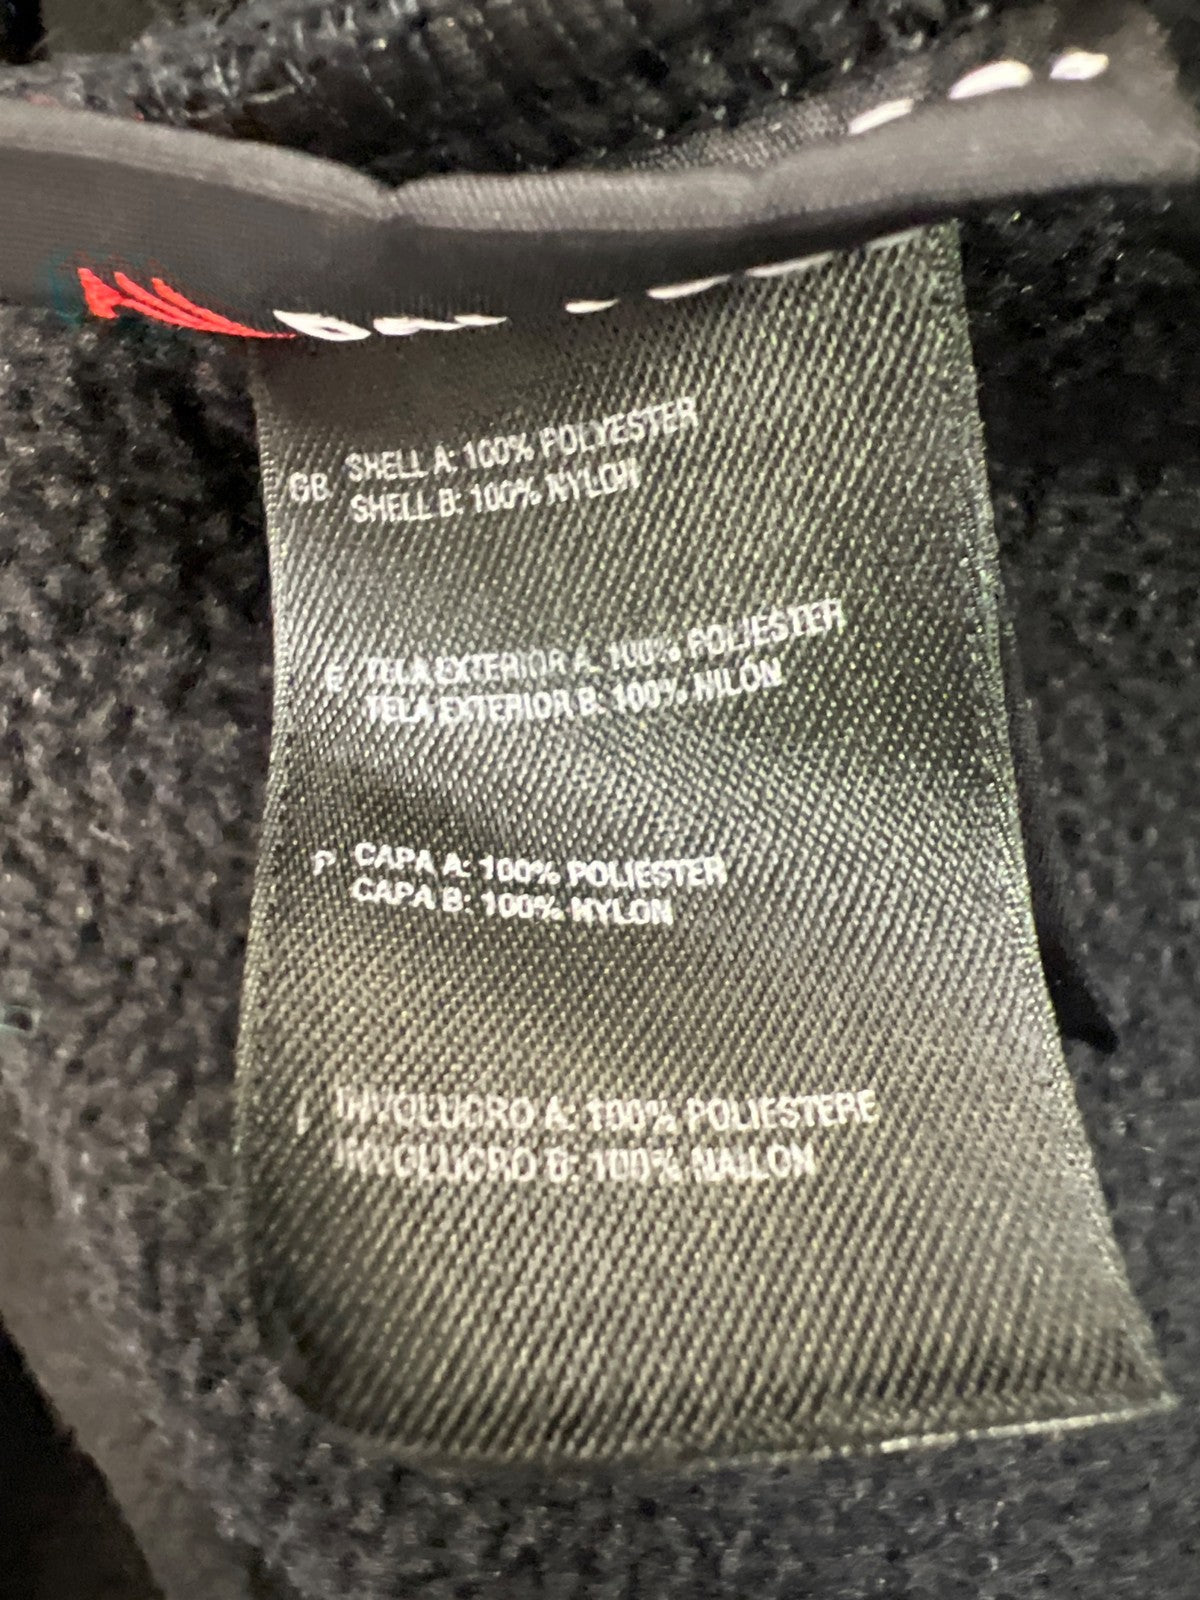 GB SHELL A: 100% POLYESTER
SHELL B: 100% NYLON
E TELA EXTERIOR A: 100% POLIESTER
TELA EXTERIOR B: 100% NILÓN
P CAPA A: 100% POLIESTER
CAPA B: 100% NYLON
I INVOLUCRO A: 100% POLIESTERE
INVOLUCRO B: 100% NAILON